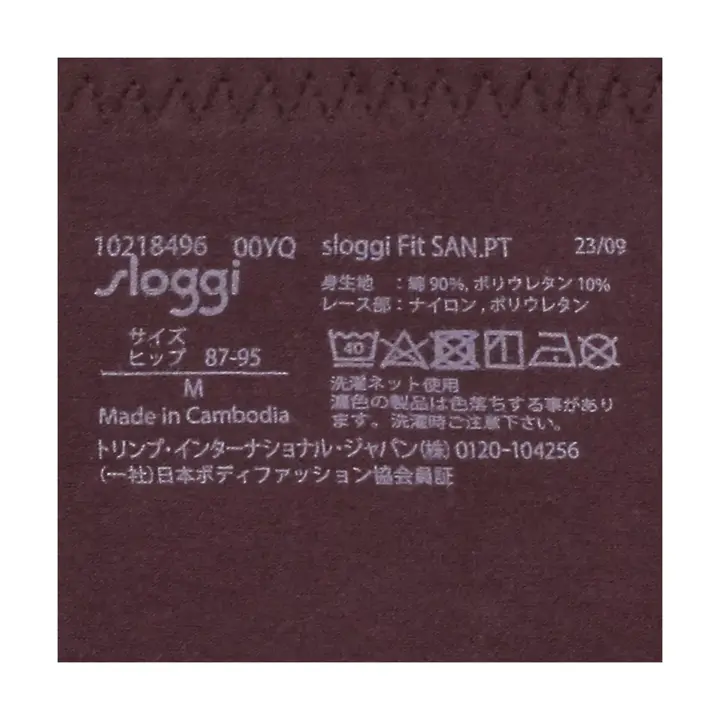 10218496 00YQ sloggi Fit SAN.PT 23/09
sloggi
身生地 : 綿 90%, ポリウレタン 10%
レース部 : ナイロン , ポリウレタン
サイズ
ヒップ 87-95
M
Made in Cambodia
40
洗濯ネット使用
濃色の製品は色落ちする事があり
ます。洗濯時ご注意下さい。
トリンプ・インターナショナル・ジャパン(株) 0120-104256
(一社)日本ボディファッション協会員証